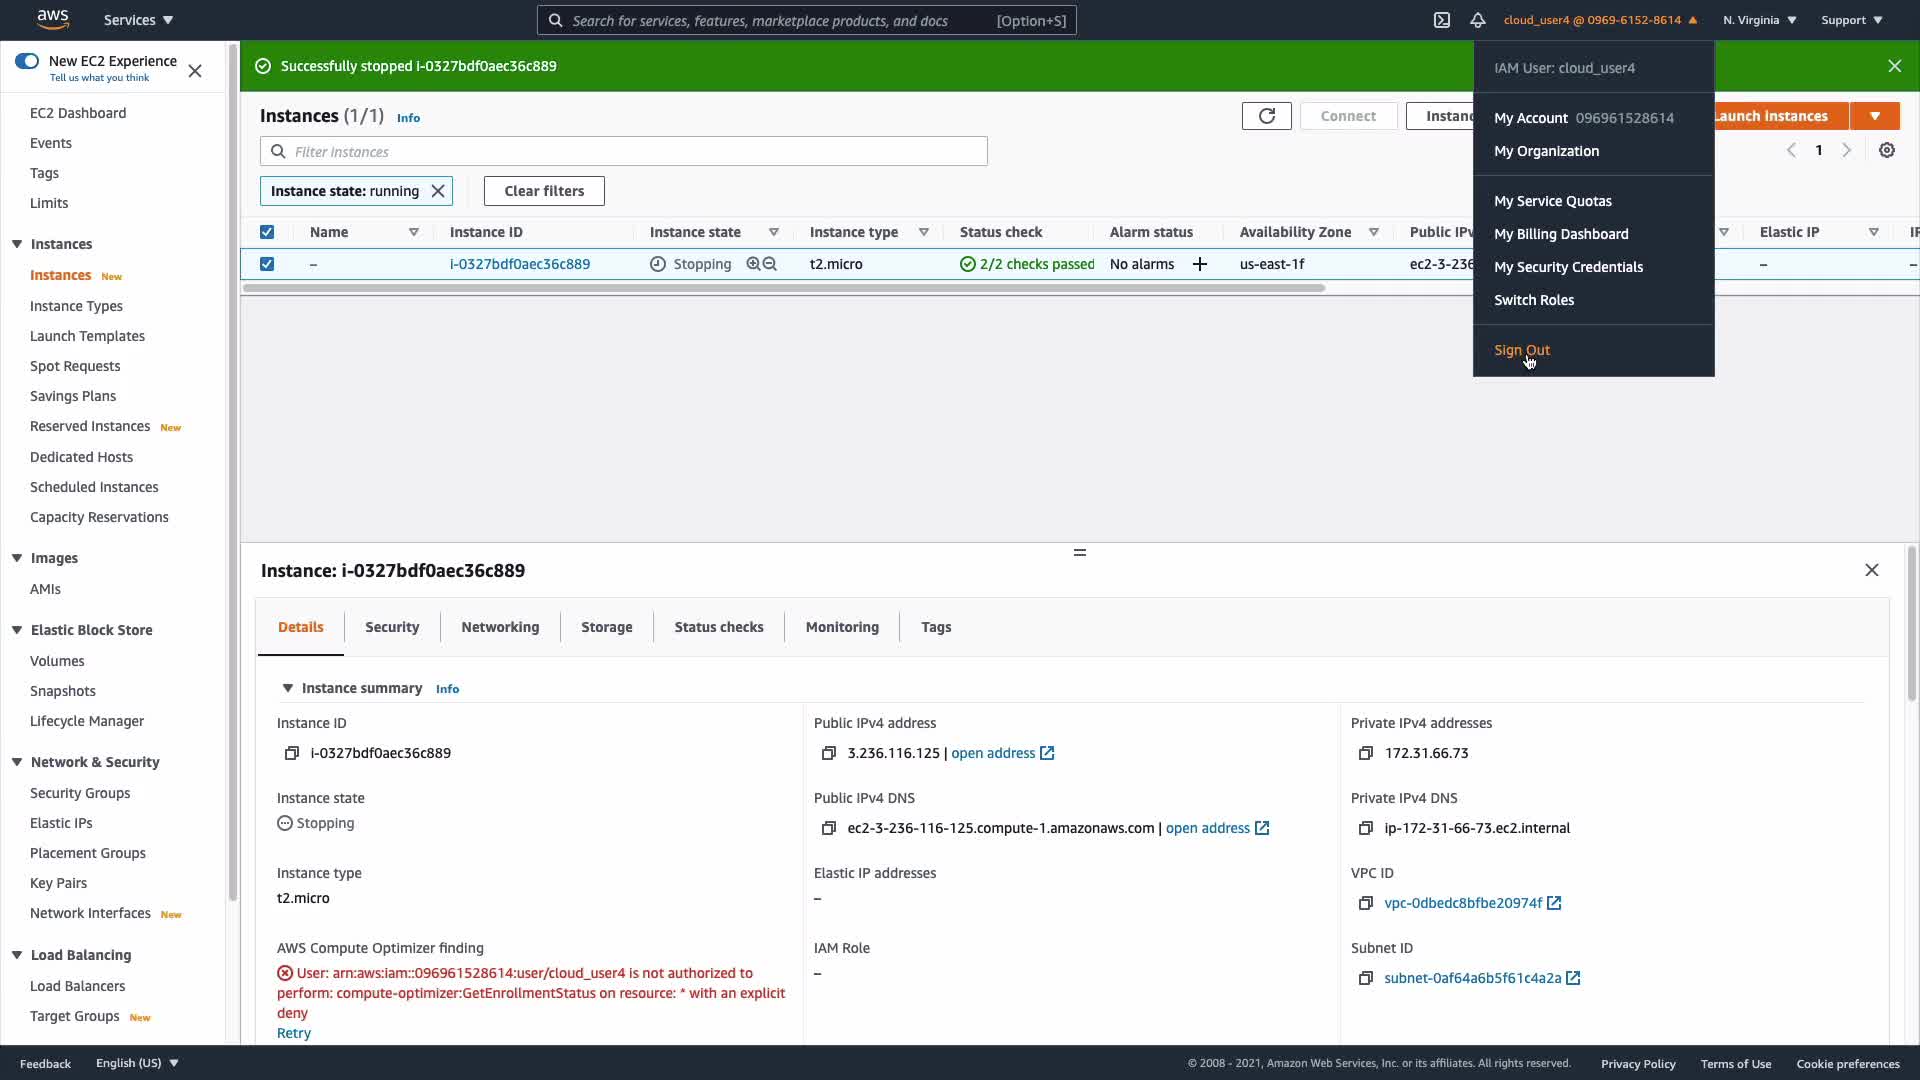 aws
Services
Search for services, features, marketplace products, and docs
[Option+S]
cloud_user4 @ 0969-6152-8614
N. Virginia
Support
New EC2 Experience
Tell us what you think
EC2 Dashboard
Events
Tags
Limits
Instances
Instances New
Instance Types
Launch Templates
Spot Requests
Savings Plans
Reserved Instances New
Dedicated Hosts
Scheduled Instances
Capacity Reservations
Images
AMIs
Elastic Block Store
Volumes
Snapshots
Lifecycle Manager
Network & Security
Security Groups
Elastic IPs
Placement Groups
Key Pairs
Network Interfaces New
Load Balancing
Load Balancers
Target Groups New
Successfully stopped i-0327bdf0aec36c889
Instances (1/1) Info
Connect
Launch instances
Filter instances
1
Instance state: running
Clear filters
Name
Instance ID
Instance state
Instance type
Status check
Alarm status
Availability Zone
Elastic IP
–
i-0327bdf0aec36c889
Stopping
t2.micro
2/2 checks passed
No alarms
us-east-1f
ec2-3-236
–
–
IAM User: cloud_user4
My Account 096961528614
My Organization
My Service Quotas
My Billing Dashboard
My Security Credentials
Switch Roles
Sign Out
Instance: i-0327bdf0aec36c889
Details
Security
Networking
Storage
Status checks
Monitoring
Tags
Instance summary Info
Instance ID
i-0327bdf0aec36c889
Public IPv4 address
3.236.116.125 | open address
Private IPv4 addresses
172.31.66.73
Instance state
Stopping
Public IPv4 DNS
ec2-3-236-116-125.compute-1.amazonaws.com | open address
Private IPv4 DNS
ip-172-31-66-73.ec2.internal
Instance type
t2.micro
Elastic IP addresses
–
VPC ID
vpc-0dbedc8bfbe20974f
AWS Compute Optimizer finding
User: arn:aws:iam::096961528614:user/cloud_user4 is not authorized to
perform: compute-optimizer:GetEnrollmentStatus on resource: * with an explicit
deny
Retry
IAM Role
–
Subnet ID
subnet-0af64a6b5f61c4a2a
Feedback
English (US)
© 2008 - 2021, Amazon Web Services, Inc. or its affiliates. All rights reserved.
Privacy Policy
Terms of Use
Cookie preferences